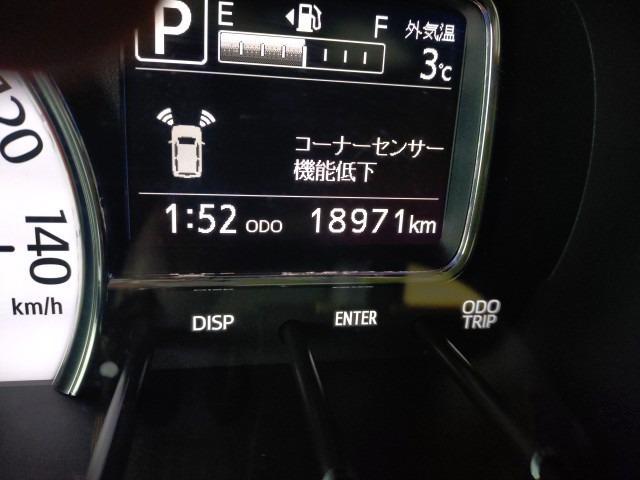 P
E F
外気温
3℃
コーナーセンサー
機能低下
1:52 ODO 18971km
120
140
km/h
DISP ENTER ODO
TRIP